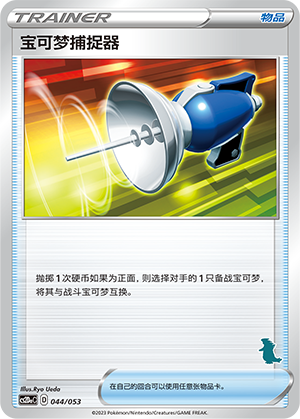 TRAINER 物品
宝可梦捕捉器
抛掷1次硬币如果为正面，则选择对手的1只备战宝可梦，
将其与战斗宝可梦互换。
Illus.Ryo Ueda
D 044/053
在自己的回合可以使用任意张物品卡。
©2023 Pokémon/Nintendo/Creatures/GAME FREAK.